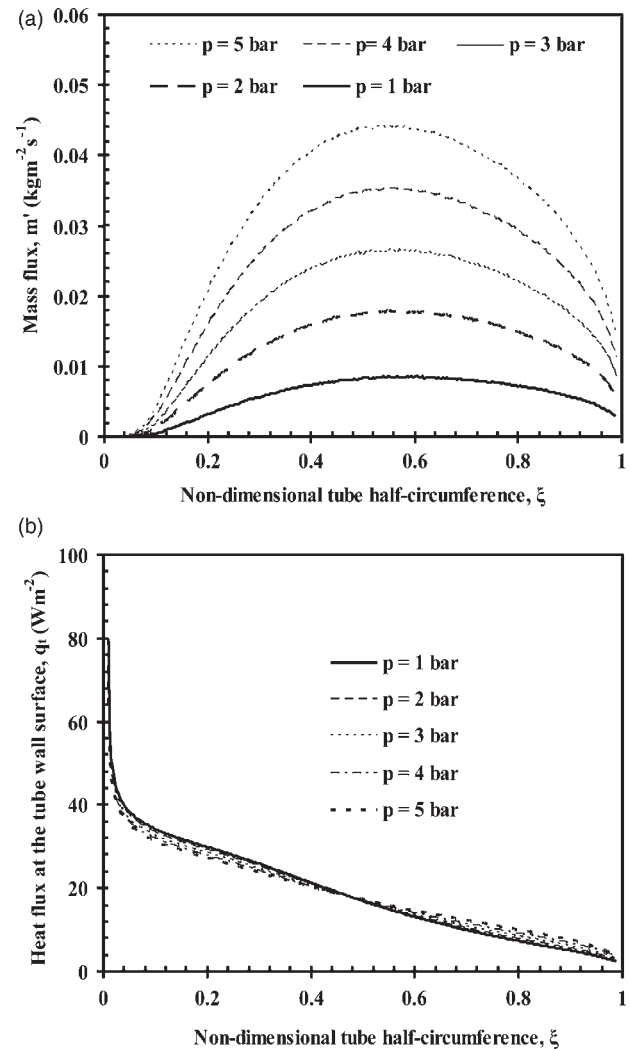 (a)
0.06
0.05
0.04
0.03
0.02
0.01
0
Mass flux, m' (kgm⁻² s⁻¹)
p = 5 bar p= 4 bar p = 3 bar
p = 2 bar p = 1 bar
0 0.2 0.4 0.6 0.8 1
Non-dimensional tube half-circumference, ξ
(b)
100
80
60
40
20
0
Heat flux at the tube wall surface, qₜ (Wm⁻²)
p = 1 bar
p = 2 bar
p = 3 bar
p = 4 bar
p = 5 bar
0 0.2 0.4 0.6 0.8 1
Non-dimensional tube half-circumference, ξ